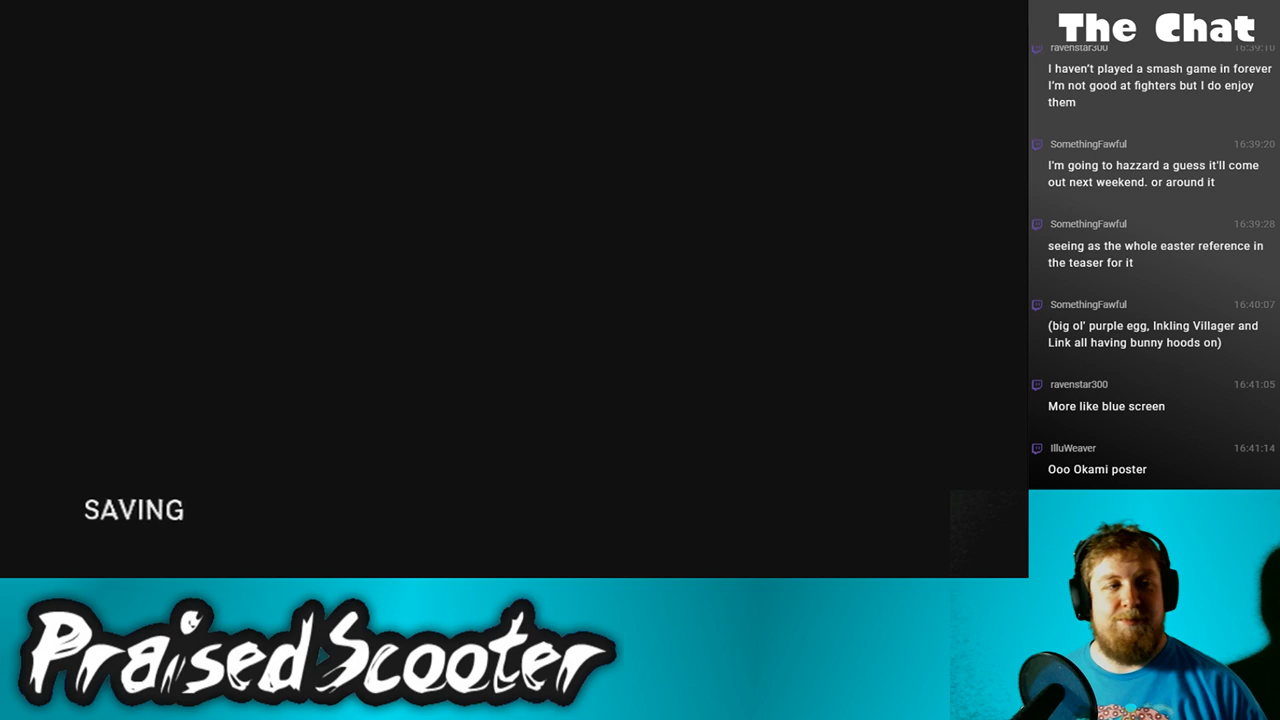 The Chat
ravenstar300 16:39:10
I haven't played a smash game in forever
I'm not good at fighters but I do enjoy
them
SomethingFawful 16:39:20
I'm going to hazzard a guess it'll come
out next weekend. or around it
SomethingFawful 16:39:28
seeing as the whole easter reference in
the teaser for it
SomethingFawful 16:40:07
(big ol' purple egg, Inkling Villager and
Link all having bunny hoods on)
ravenstar300 16:41:05
More like blue screen
IlluWeaver 16:41:14
Ooo Okami poster
SAVING
PraisedScooter